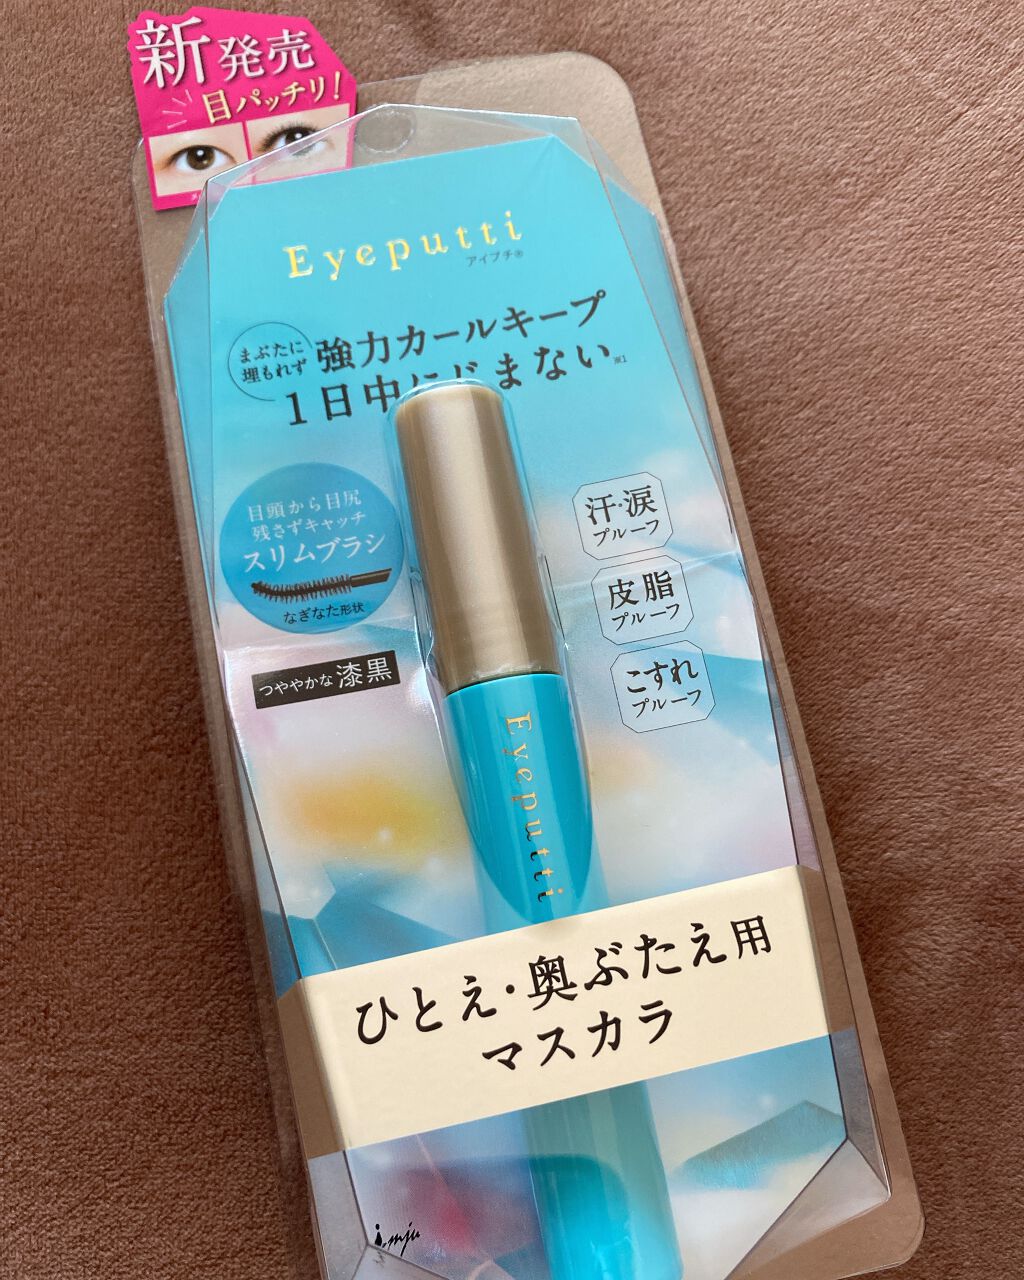 新発売
目パッチリ!
Eyeputti
アイプチ®
まぶたに
埋もれず
強力カールキープ
1日中にじまない※1
目頭から目尻
残さずキャッチ
スリムブラシ
なぎなた形状
つややかな漆黒
汗・涙
プルーフ
皮脂
プルーフ
こすれ
プルーフ
Eyeputti
ひとえ・奥ぶたえ用
マスカラ
i-mju